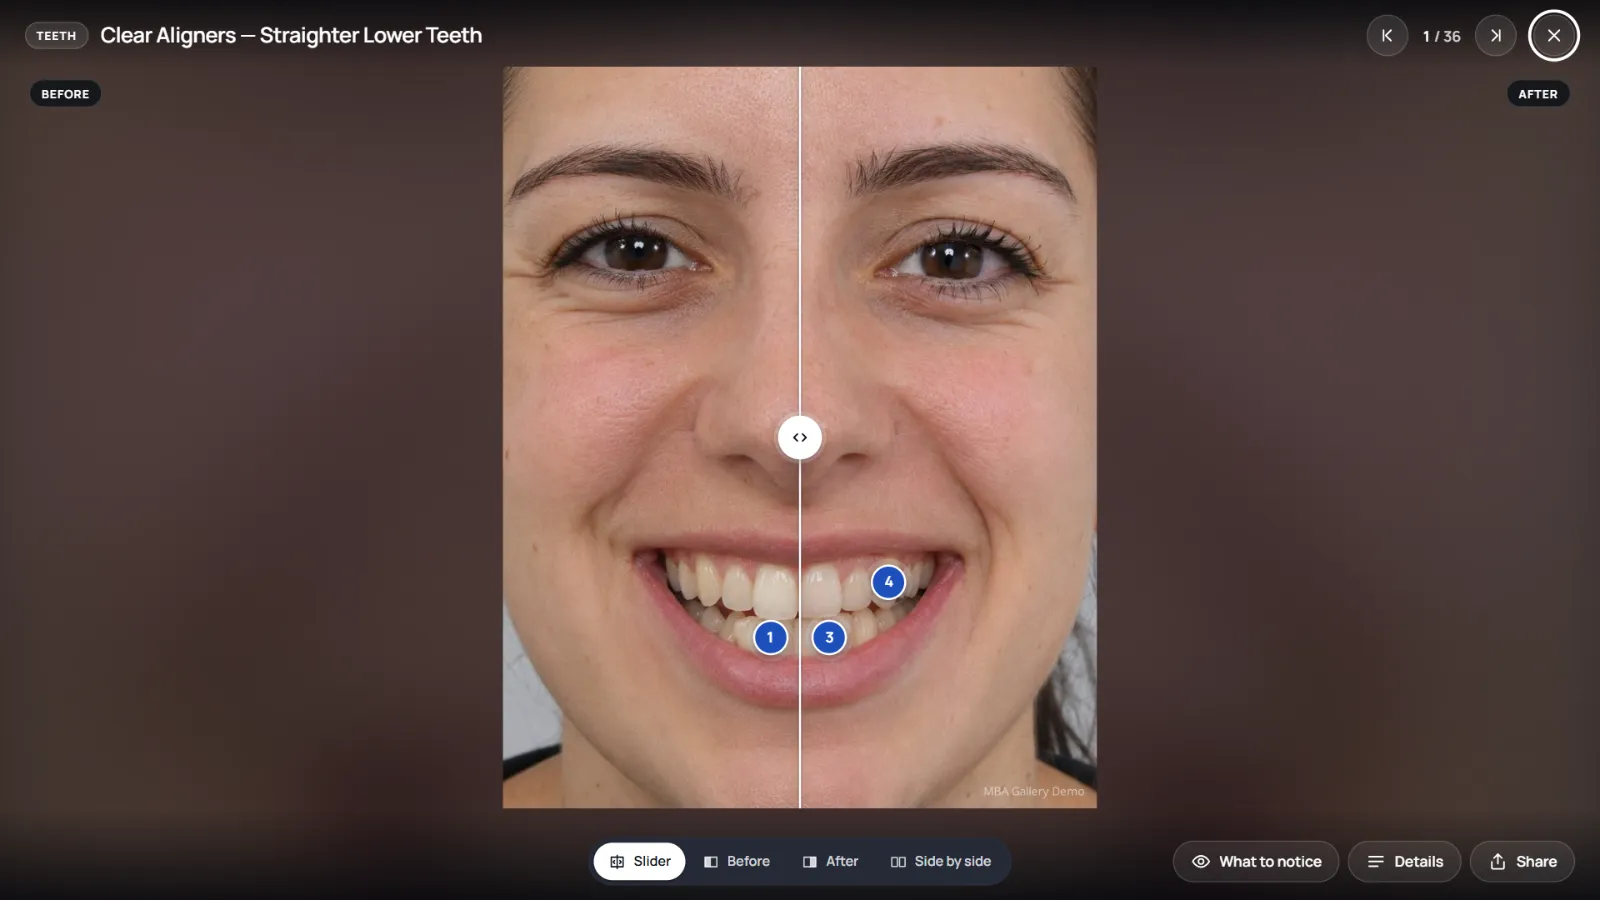 TEETH
Clear Aligners — Straighter Lower Teeth
1 / 36
BEFORE
AFTER
4
1
3
MBA Gallery Demo
Slider
Before
After
Side by side
What to notice
Details
Share